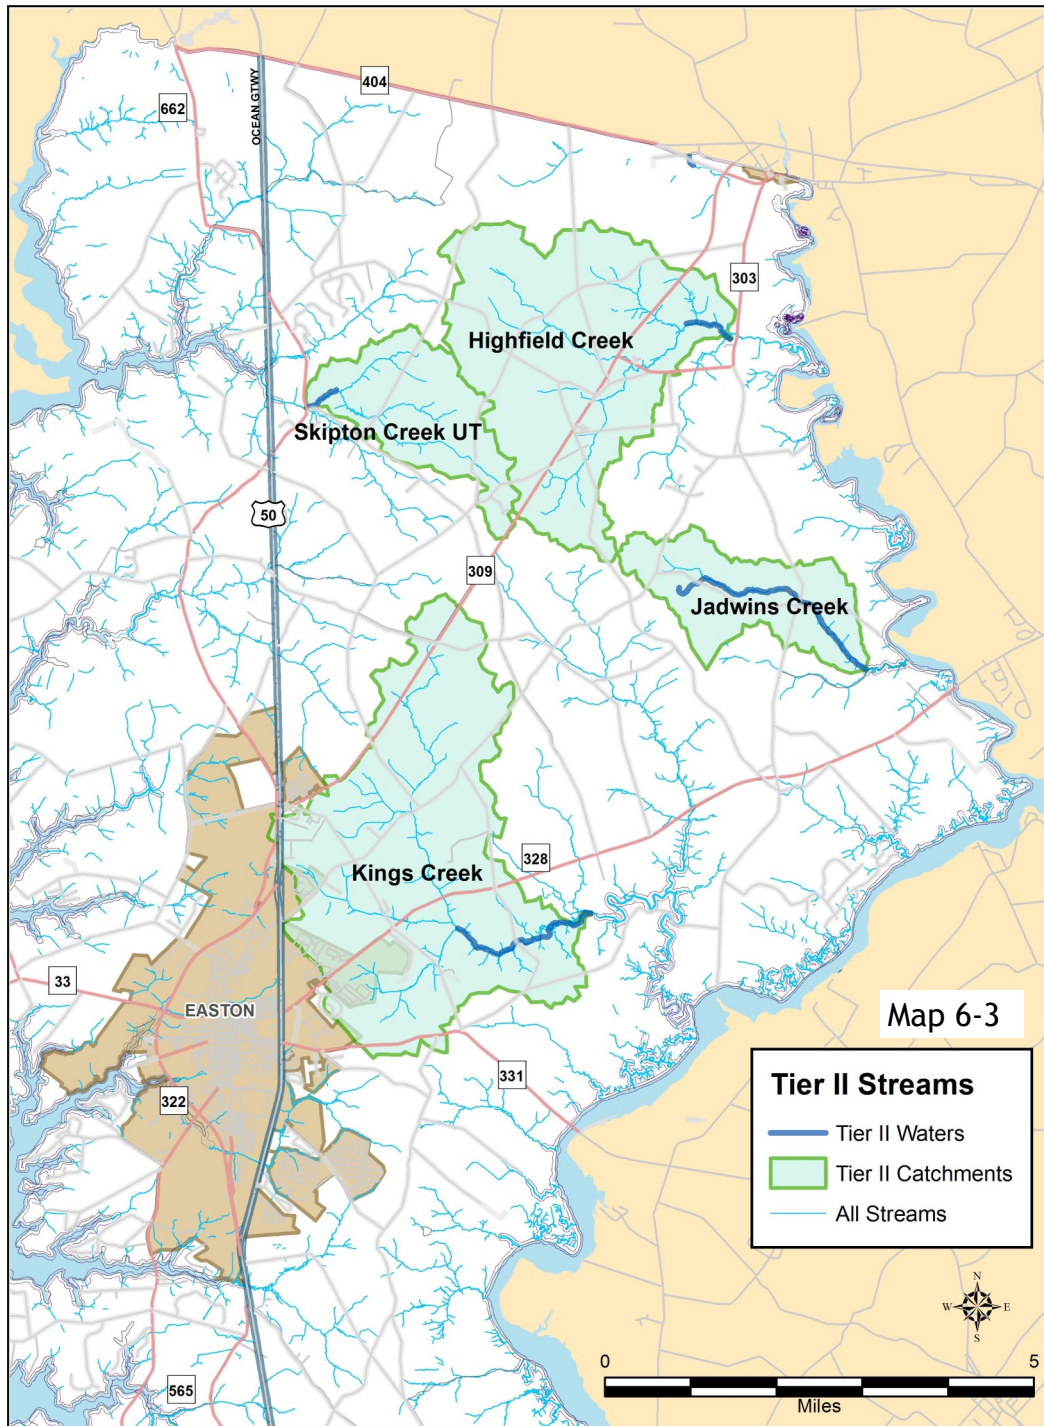 404
662
OCEAN GTWY
303
Highfield Creek
Skipton Creek UT
50
309
Jadwins Creek
328
Kings Creek
33
EASTON
Map 6-3
331
322
Tier II Streams
Tier II Waters
Tier II Catchments
All Streams
N
W
E
S
0
5
Miles
565